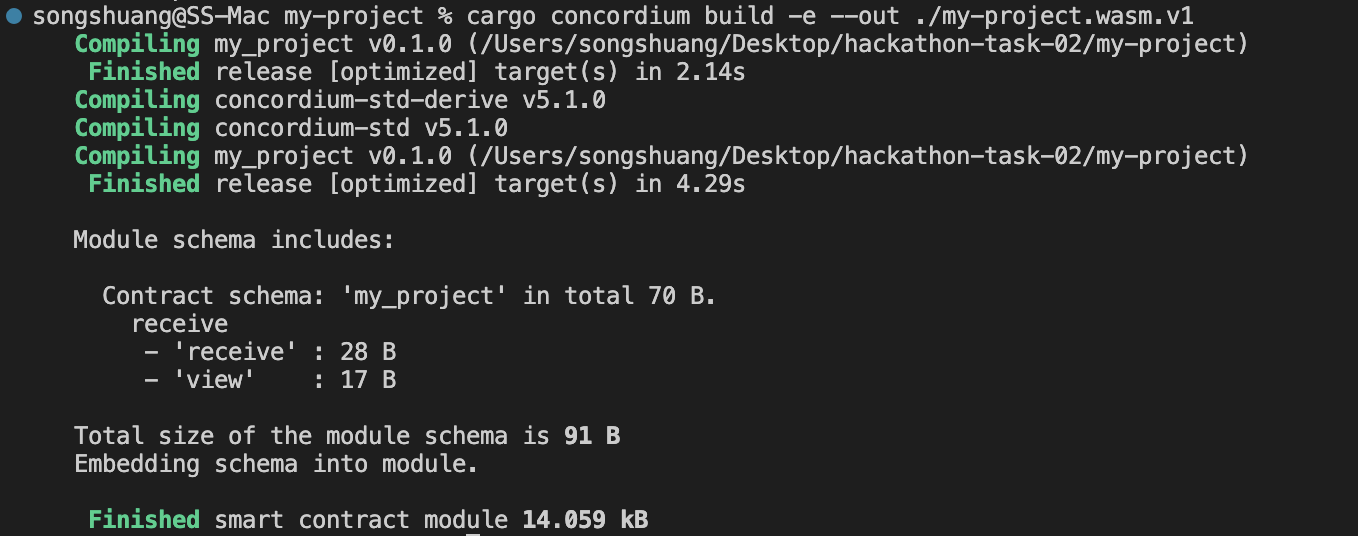 songshuang@SS-Mac my-project % cargo concordium build -e --out ./my-project.wasm.v1
Compiling my_project v0.1.0 (/Users/songshuang/Desktop/hackathon-task-02/my-project)
Finished release [optimized] target(s) in 2.14s
Compiling concordium-std-derive v5.1.0
Compiling concordium-std v5.1.0
Compiling my_project v0.1.0 (/Users/songshuang/Desktop/hackathon-task-02/my-project)
Finished release [optimized] target(s) in 4.29s
Module schema includes:
Contract schema: 'my_project' in total 70 B.
receive
- 'receive' : 28 B
- 'view'    : 17 B
Total size of the module schema is 91 B
Embedding schema into module.
Finished smart contract module 14.059 kB